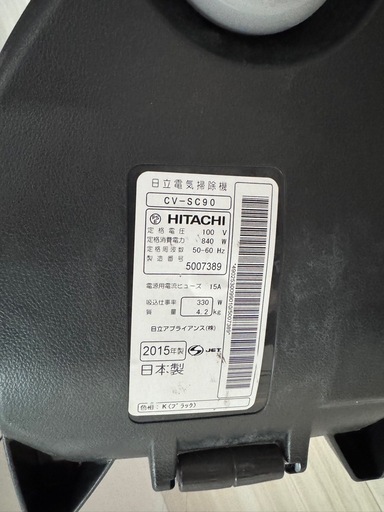 日立電気掃除機
CV-SC90
HITACHI
定格電圧 100 V
定格消費電力 840 W
定格周波数 50-60 Hz
製造番号 5007389
電源用電流ヒューズ 15A
吸込仕事率 330 W
質量 4.2 kg
日立アプライアンス(株)
2015年製 S JET
日本製
色柄：K(ブラック)